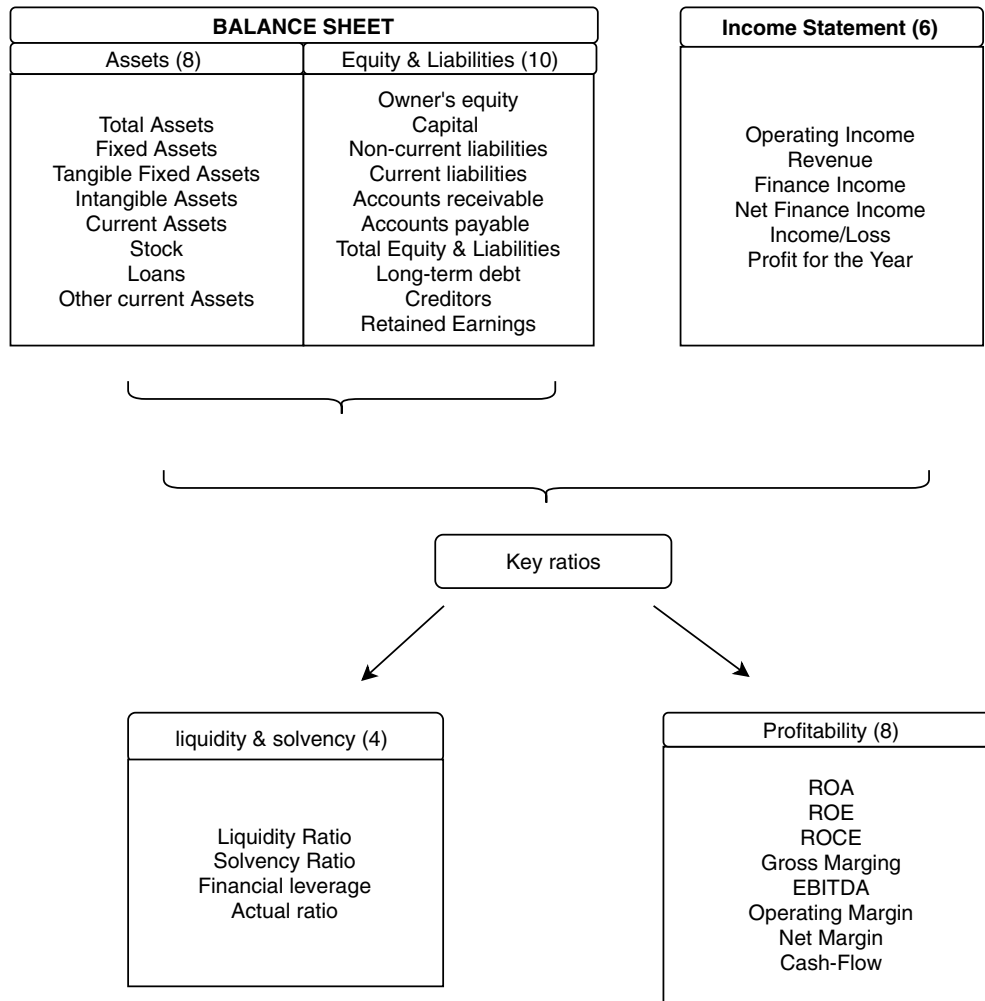 BALANCE SHEET
Assets (8)
Total Assets
Fixed Assets
Tangible Fixed Assets
Intangible Assets
Current Assets
Stock
Loans
Other current Assets
Equity & Liabilities (10)
Owner's equity
Capital
Non-current liabilities
Current liabilities
Accounts receivable
Accounts payable
Total Equity & Liabilities
Long-term debt
Creditors
Retained Earnings
Income Statement (6)
Operating Income
Revenue
Finance Income
Net Finance Income
Income/Loss
Profit for the Year
Key ratios
liquidity & solvency (4)
Liquidity Ratio
Solvency Ratio
Financial leverage
Actual ratio
Profitability (8)
ROA
ROE
ROCE
Gross Marging
EBITDA
Operating Margin
Net Margin
Cash-Flow